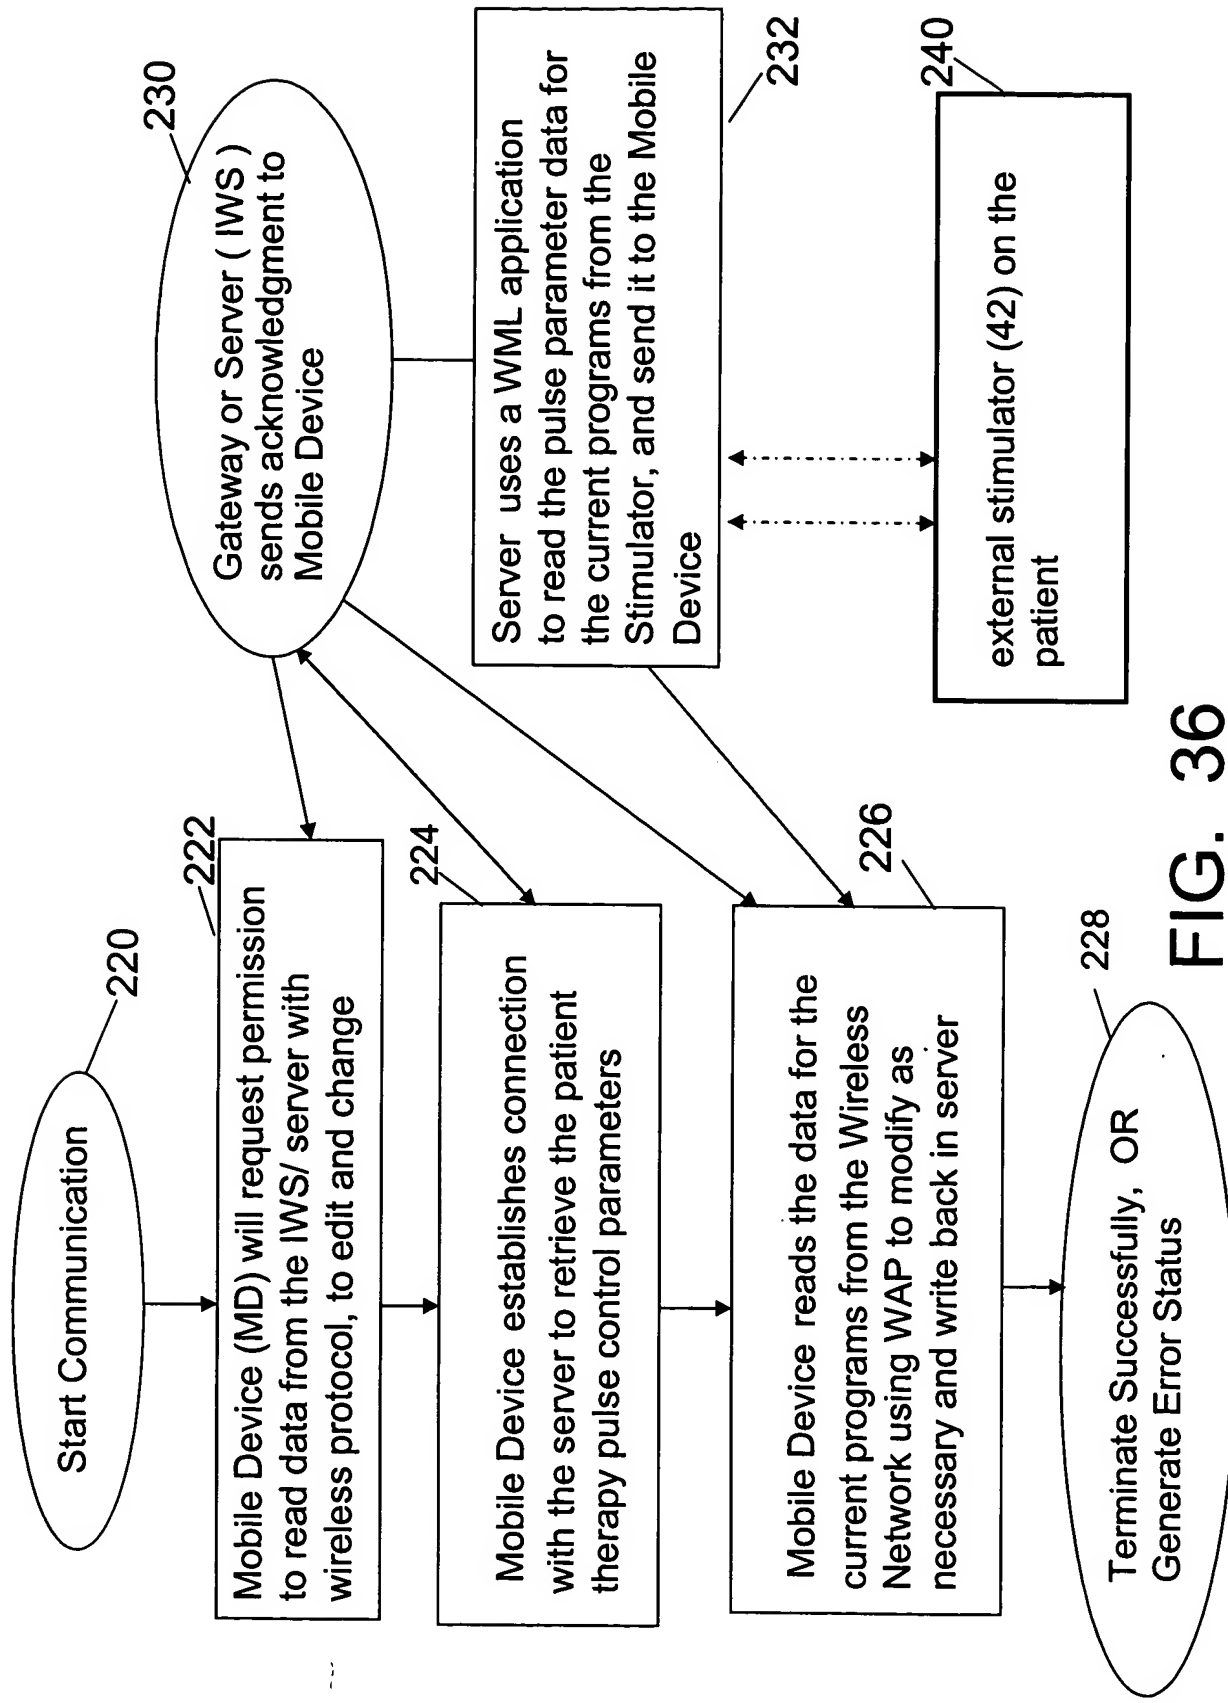 220
Start Communication
222
Mobile Device (MD) will request permission
to read data from the IWS/ server with
wireless protocol, to edit and change
224
Mobile Device establishes connection
with the server to retrieve the patient
therapy pulse control parameters
226
Mobile Device reads the data for the
current programs from the Wireless
Network using WAP to modify as
necessary and write back in server
228
Terminate Successfully, OR
Generate Error Status
230
Gateway or Server ( IWS )
sends acknowledgment to
Mobile Device
Server uses a WML application
to read the pulse parameter data for
the current programs from the
Stimulator, and send it to the Mobile
Device
232
240
external stimulator (42) on the
patient
FIG. 36